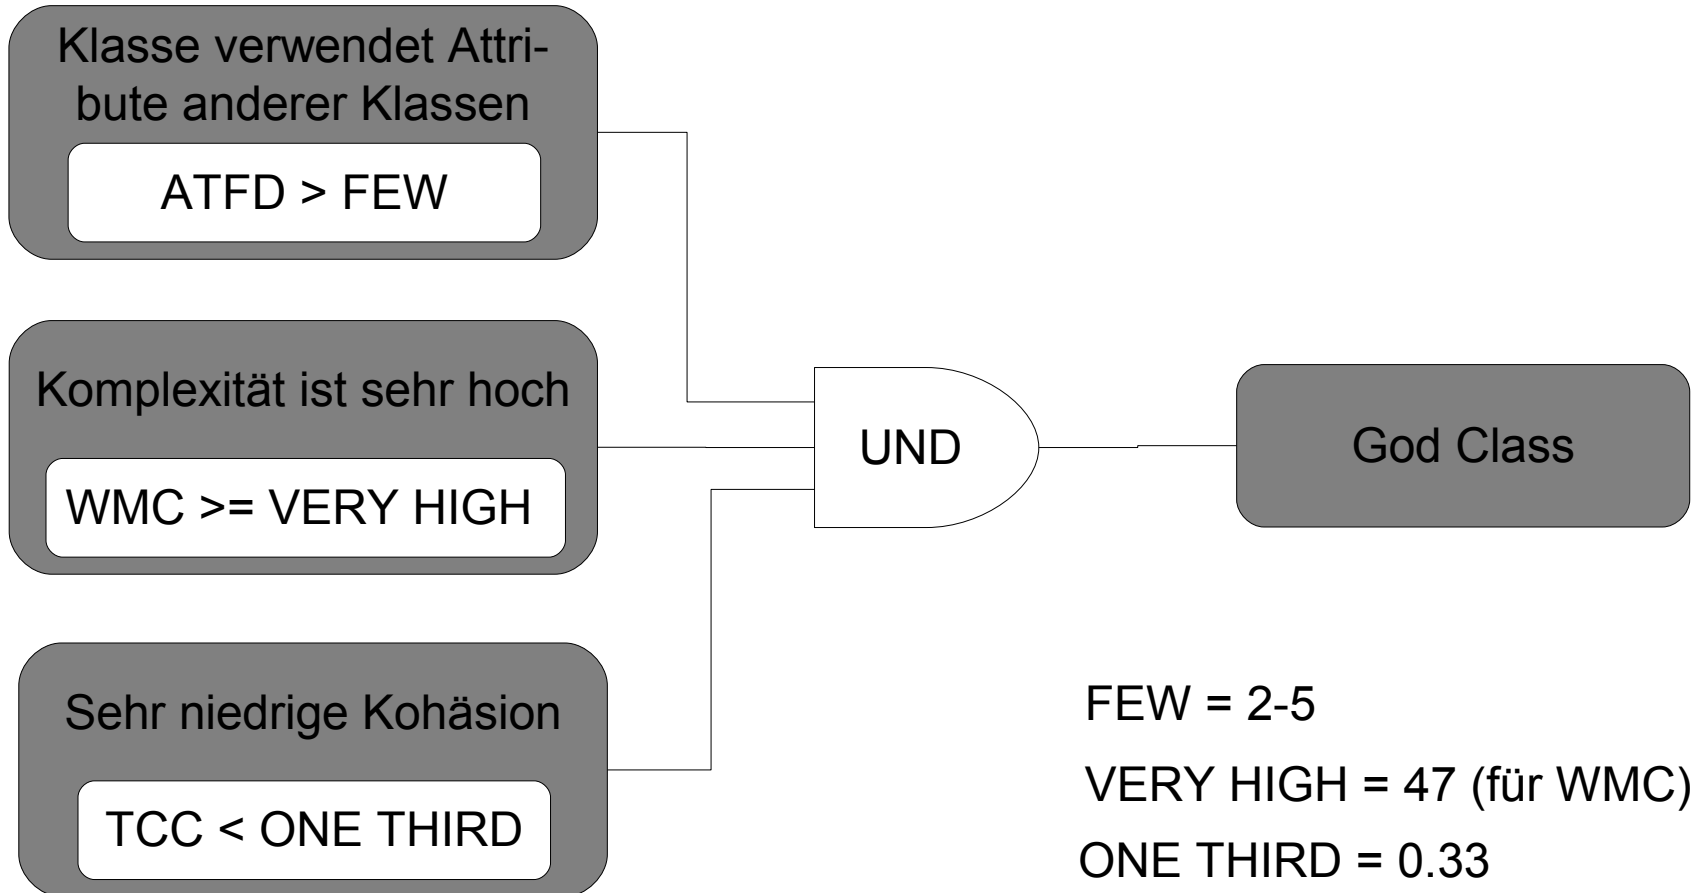 Klasse verwendet Attri-
bute anderer Klassen
ATFD > FEW
Komplexität ist sehr hoch
WMC >= VERY HIGH
Sehr niedrige Kohäsion
TCC < ONE THIRD
UND
God Class
FEW = 2-5
VERY HIGH = 47 (für WMC)
ONE THIRD = 0.33